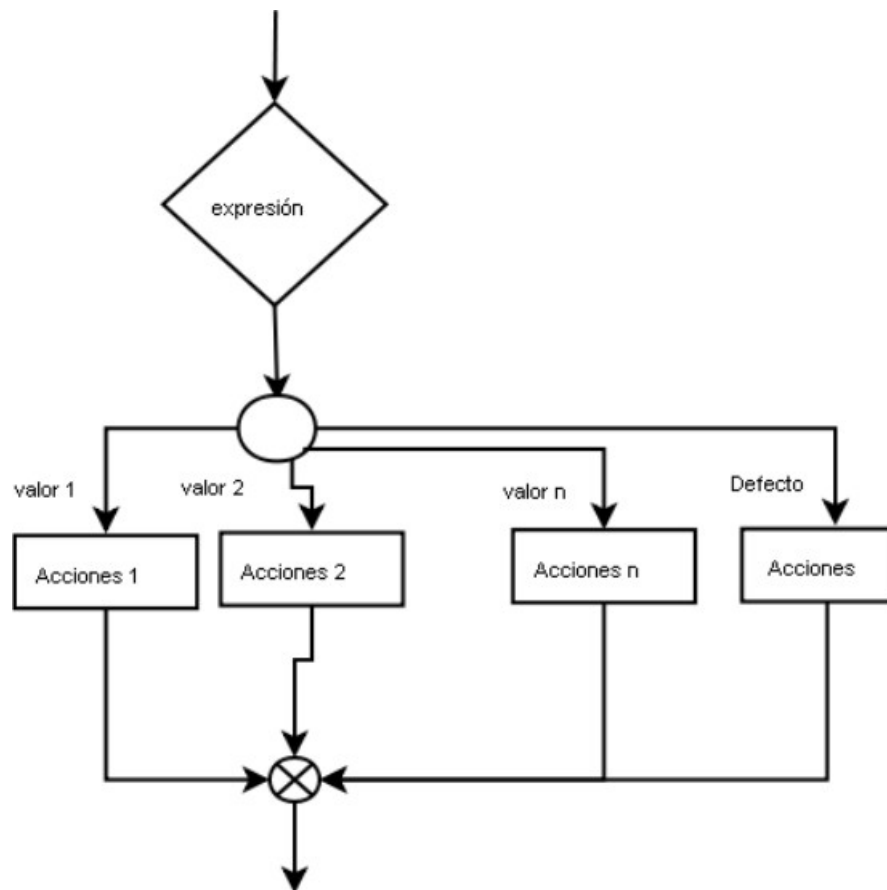 expresión
valor 1
valor 2
valor n
Defecto
Acciones 1
Acciones 2
Acciones n
Acciones